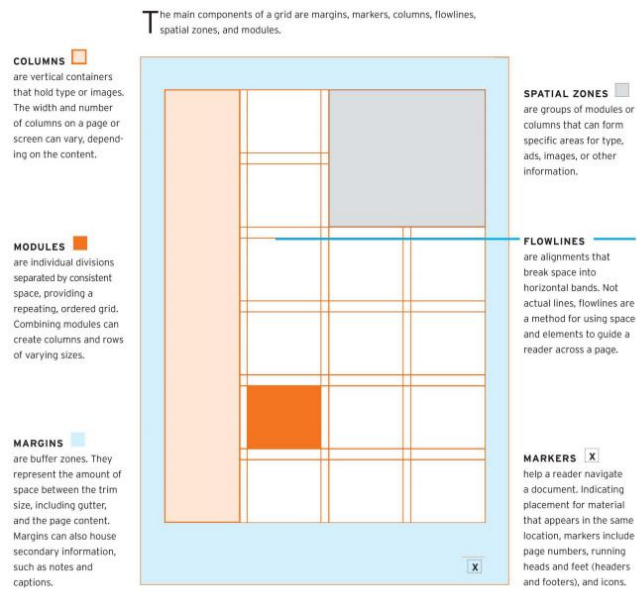 The main components of a grid are margins, markers, columns, flowlines,
spatial zones, and modules.
COLUMNS
are vertical containers
that hold type or images.
The width and number
of columns on a page or
screen can vary, depend-
ing on the content.
MODULES
are individual divisions
separated by consistent
space, providing a
repeating, ordered grid.
Combining modules can
create columns and rows
of varying sizes.
MARGINS
are buffer zones. They
represent the amount of
space between the trim
size, including gutter,
and the page content.
Margins can also house
secondary information,
such as notes and
captions.
SPATIAL ZONES
are groups of modules or
columns that can form
specific areas for type,
ads, images, or other
information.
FLOWLINES
are alignments that
break space into
horizontal bands. Not
actual lines, flowlines are
a method for using space
and elements to guide a
reader across a page.
MARKERS X
help a reader navigate
a document. Indicating
placement for material
that appears in the same
location, markers include
page numbers, running
heads and feet (headers
and footers), and icons.
X